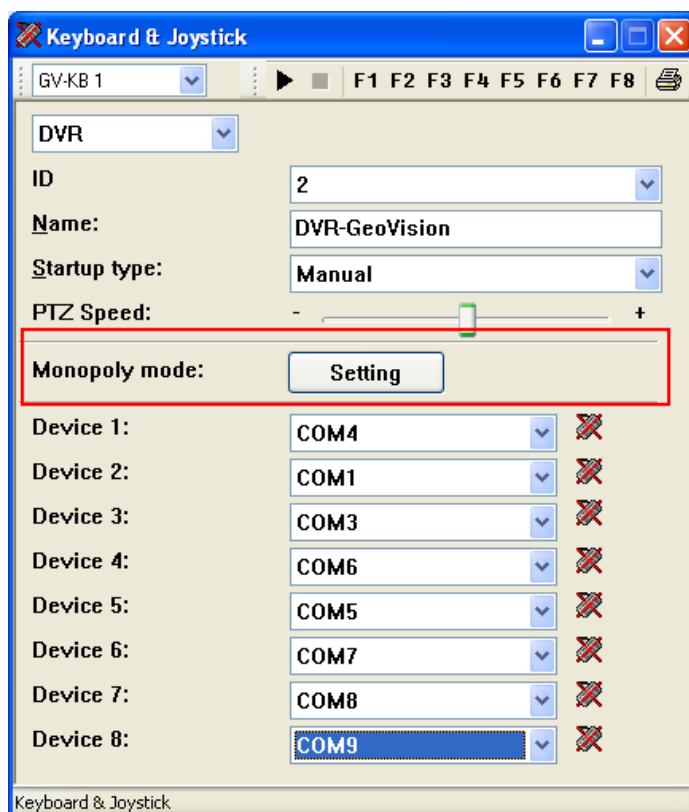 Keyboard & Joystick
GV-KB 1 F1 F2 F3 F4 F5 F6 F7 F8
DVR
ID 2
Name: DVR-GeoVision
Startup type: Manual
PTZ Speed: - +
Monopoly mode: Setting
Device 1: COM4
Device 2: COM1
Device 3: COM3
Device 4: COM6
Device 5: COM5
Device 6: COM7
Device 7: COM8
Device 8: COM9
Keyboard & Joystick